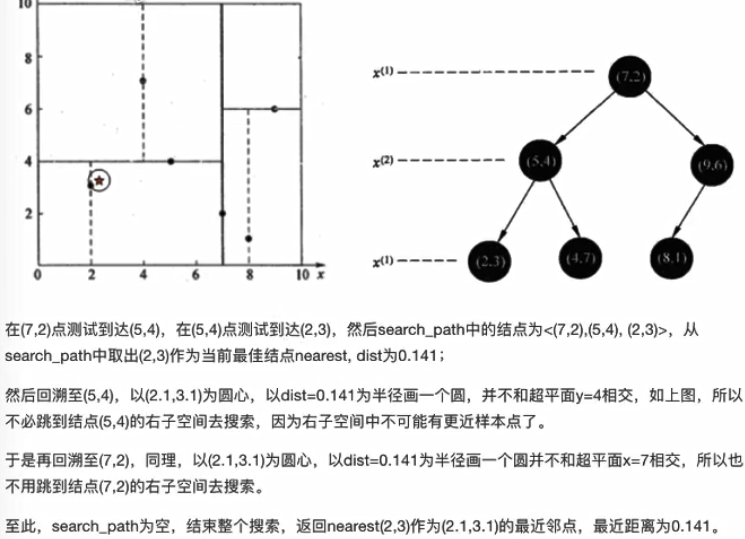 10
8
6
4
2
0 2 4 6 8 10 x
x(1)
(7,2)
x(2)
(5,4)
(9,6)
x(1)
(2,3)
(4,7)
(8,1)
在(7,2)点测试到达(5,4)，在(5,4)点测试到达(2,3)，然后search_path中的结点为<(7,2),(5,4), (2,3)>，从
search_path中取出(2,3)作为当前最佳结点nearest, dist为0.141；
然后回溯至(5,4)，以(2.1,3.1)为圆心，以dist=0.141为半径画一个圆，并不和超平面y=4相交，如上图，所以
不必跳到结点(5,4)的右子空间去搜索，因为右子空间中不可能有更近样本点了。
于是再回溯至(7,2)，同理，以(2.1,3.1)为圆心，以dist=0.141为半径画一个圆并不和超平面x=7相交，所以也
不用跳到结点(7,2)的右子空间去搜索。
至此，search_path为空，结束整个搜索，返回nearest(2,3)作为(2.1,3.1)的最近邻点，最近距离为0.141。